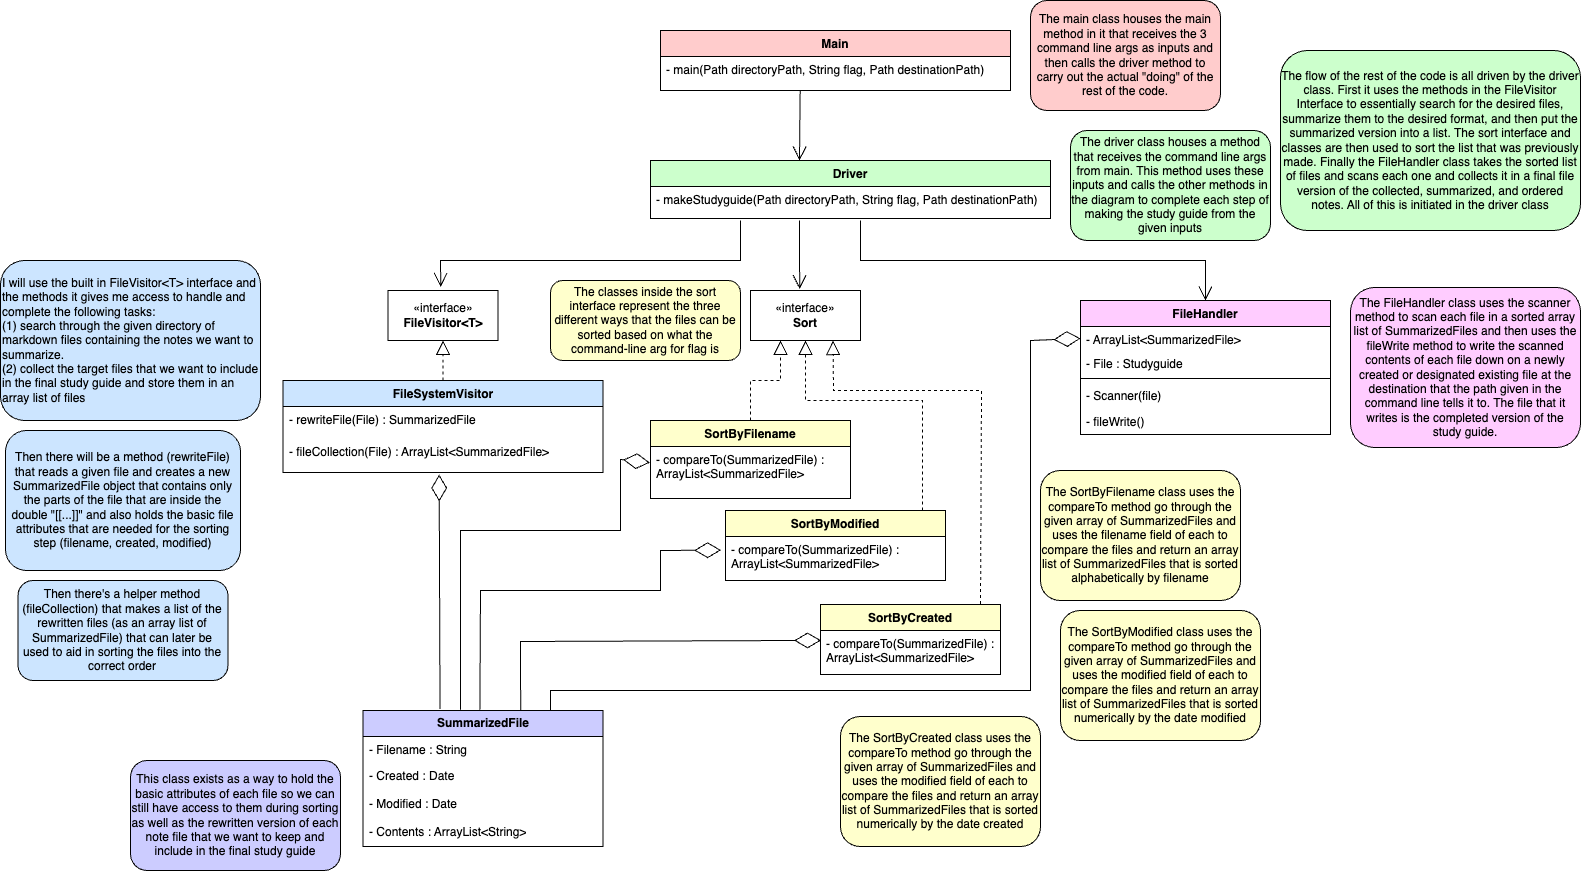 The main class houses the main
method in it that receives the 3
command line args as inputs and
then calls the driver method to
carry out the actual "doing" of the
rest of the code.
Main
- main(Path directoryPath, String flag, Path destinationPath)
The flow of the rest of the code is all driven by the driver
class. First it uses the methods in the FileVisitor
Interface to essentially search for the desired files,
summarize them to the desired format, and then put the
summarized version into a list. The sort interface and
classes are then used to sort the list that was previously
made. Finally the FileHandler class takes the sorted list
of files and scans each one and collects it in a final file
version of the collected, summarized, and ordered
notes. All of this is initiated in the driver class
The driver class houses a method
that receives the command line args
from main. This method uses these
inputs and calls the other methods in
the diagram to complete each step of
making the study guide from the
given inputs
Driver
- makeStudyguide(Path directoryPath, String flag, Path destinationPath)
I will use the built in FileVisitor<T> interface and
the methods it gives me access to handle and
complete the following tasks:
(1) search through the given directory of
markdown files containing the notes we want to
summarize.
(2) collect the target files that we want to include
in the final study guide and store them in an
array list of files
«interface»
FileVisitor<T>
The classes inside the sort
interface represent the three
different ways that the files can be
sorted based on what the
command-line arg for flag is
«interface»
Sort
FileHandler
- ArrayList<SummarizedFile>
- File : Studyguide
- Scanner(file)
- fileWrite()
The FileHandler class uses the scanner
method to scan each file in a sorted array
list of SummarizedFiles and then uses the
fileWrite method to write the scanned
contents of each file down on a newly
created or designated existing file at the
destination that the path given in the
command line tells it to. The file that it
writes is the completed version of the
study guide.
FileSystemVisitor
- rewriteFile(File) : SummarizedFile
- fileCollection(File) : ArrayList<SummarizedFile>
Then there will be a method (rewriteFile)
that reads a given file and creates a new
SummarizedFile object that contains only
the parts of the file that are inside the
double "[[...]]" and also holds the basic file
attributes that are needed for the sorting
step (filename, created, modified)
SortByFilename
- compareTo(SummarizedFile) :
ArrayList<SummarizedFile>
The SortByFilename class uses the
compareTo method go through the
given array of SummarizedFiles and
uses the filename field of each to
compare the files and return an array
list of SummarizedFiles that is sorted
alphabetically by filename
SortByModified
- compareTo(SummarizedFile) :
ArrayList<SummarizedFile>
Then there's a helper method
(fileCollection) that makes a list of the
rewritten files (as an array list of
SummarizedFile) that can later be
used to aid in sorting the files into the
correct order
SortByCreated
- compareTo(SummarizedFile) :
ArrayList<SummarizedFile>
The SortByModified class uses the
compareTo method go through the
given array of SummarizedFiles and
uses the modified field of each to
compare the files and return an array
list of SummarizedFiles that is sorted
numerically by the date modified
SummarizedFile
- Filename : String
- Created : Date
- Modified : Date
- Contents : ArrayList<String>
The SortByCreated class uses the
compareTo method go through the
given array of SummarizedFiles and
uses the modified field of each to
compare the files and return an array
list of SummarizedFiles that is sorted
numerically by the date created
This class exists as a way to hold the
basic attributes of each file so we can
still have access to them during sorting
as well as the rewritten version of each
note file that we want to keep and
include in the final study guide